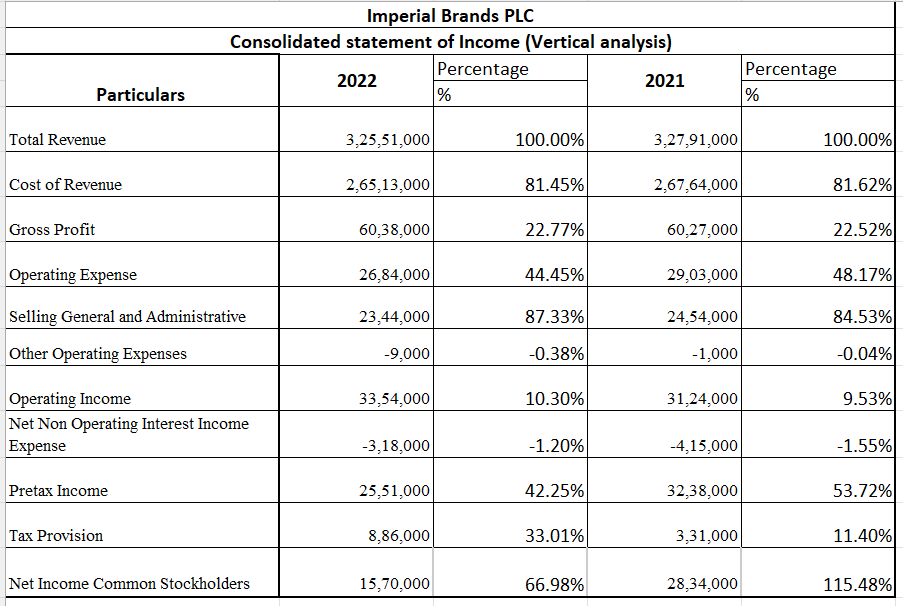 Imperial Brands PLC
Consolidated statement of Income (Vertical analysis)
Particulars 2022 Percentage 2021 Percentage
% %
Total Revenue 3,25,51,000 100.00% 3,27,91,000 100.00%
Cost of Revenue 2,65,13,000 81.45% 2,67,64,000 81.62%
Gross Profit 60,38,000 22.77% 60,27,000 22.52%
Operating Expense 26,84,000 44.45% 29,03,000 48.17%
Selling General and Administrative 23,44,000 87.33% 24,54,000 84.53%
Other Operating Expenses -9,000 -0.38% -1,000 -0.04%
Operating Income 33,54,000 10.30% 31,24,000 9.53%
Net Non Operating Interest Income
Expense -3,18,000 -1.20% -4,15,000 -1.55%
Pretax Income 25,51,000 42.25% 32,38,000 53.72%
Tax Provision 8,86,000 33.01% 3,31,000 11.40%
Net Income Common Stockholders 15,70,000 66.98% 28,34,000 115.48%